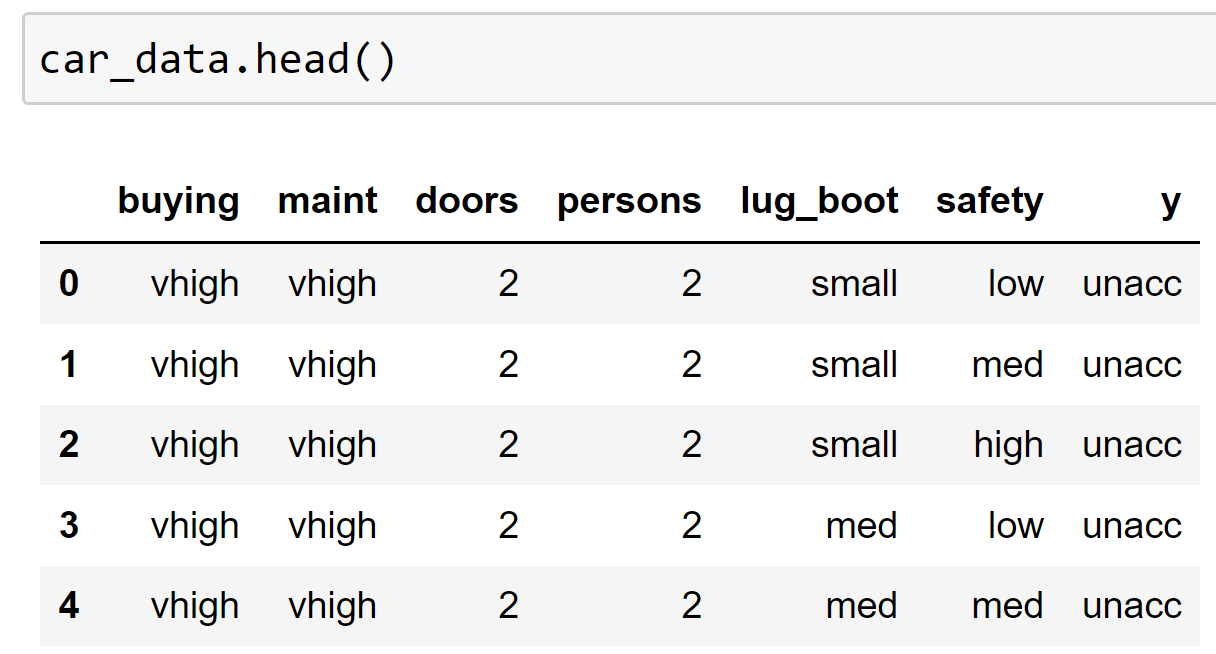 car_data.head()
buying maint doors persons lug_boot safety y
0 vhigh vhigh 2 2 small low unacc
1 vhigh vhigh 2 2 small med unacc
2 vhigh vhigh 2 2 small high unacc
3 vhigh vhigh 2 2 med low unacc
4 vhigh vhigh 2 2 med med unacc